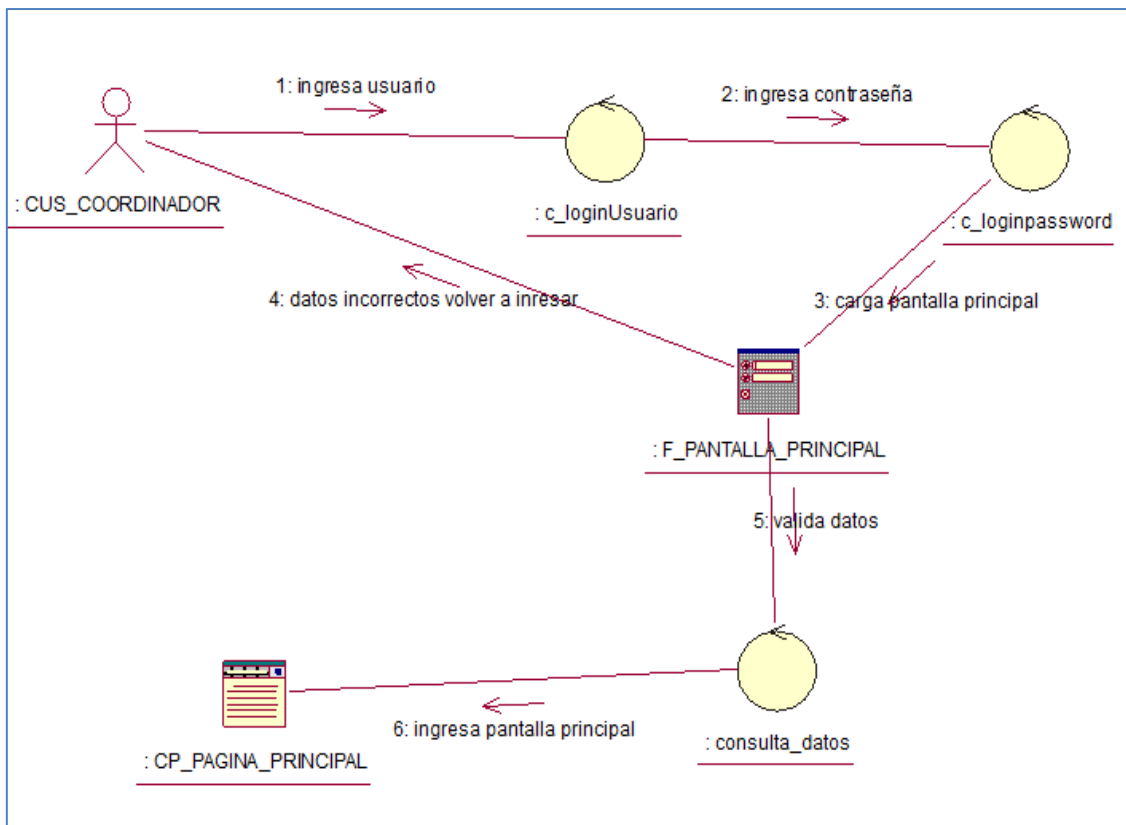 1: ingresa usuario
2: ingresa contraseña
: CUS_COORDINADOR
: c_loginUsuario
: c_loginpassword
4: datos incorrectos volver a inresar
3: carga pantalla principal
: F_PANTALLA_PRINCIPAL
5: valida datos
6: ingresa pantalla principal
: consulta_datos
: CP_PAGINA_PRINCIPAL